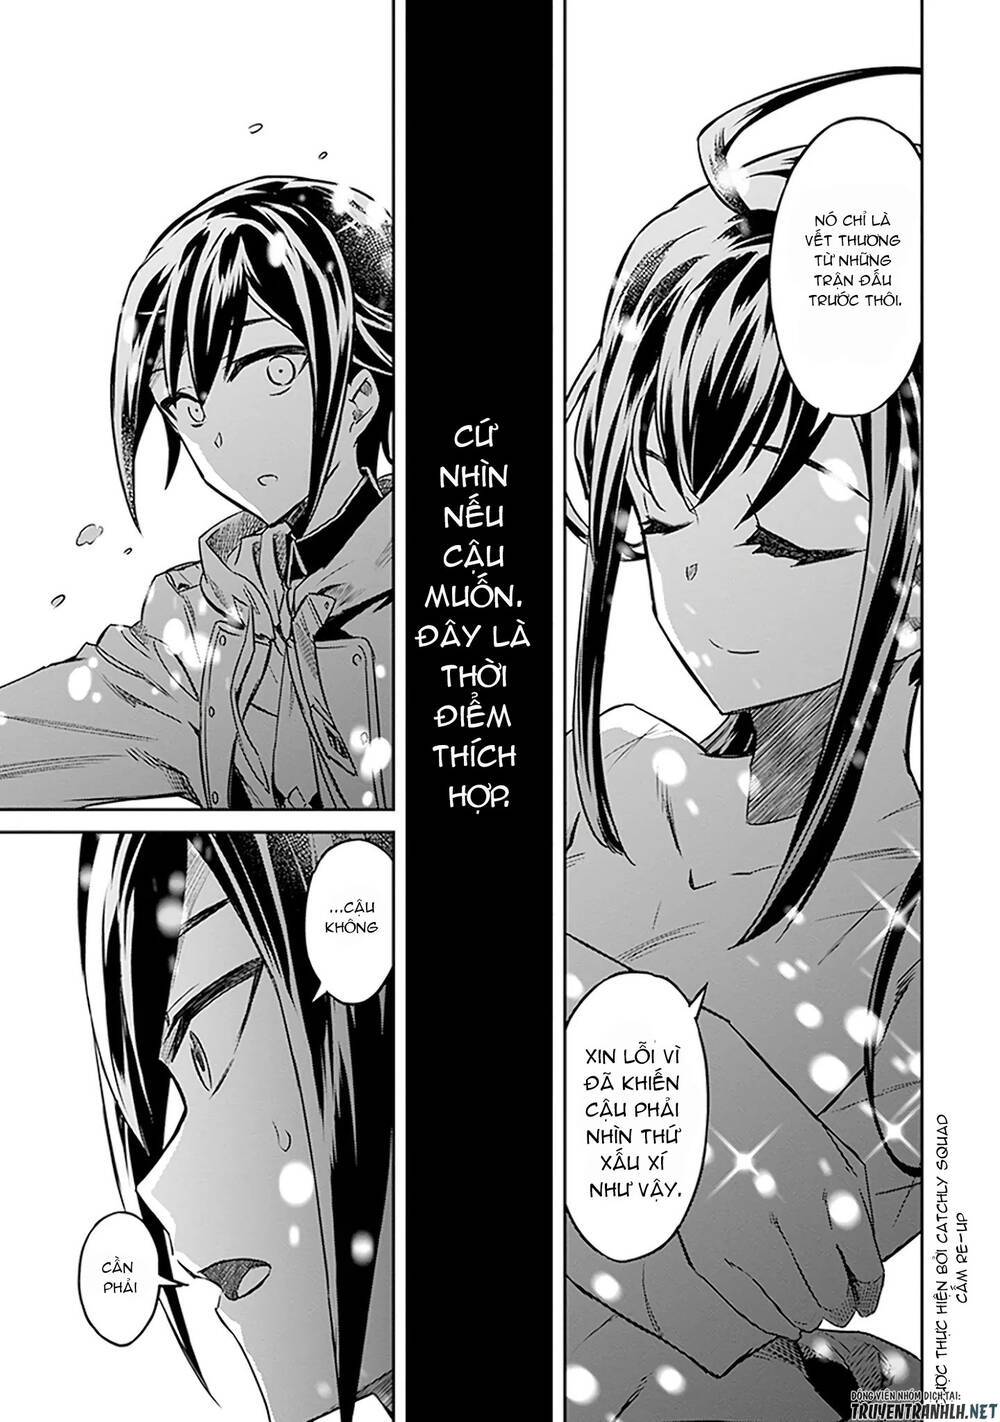 NÓ CHỈ LÀ
VẾT THƯƠNG
TỪ NHỮNG
TRẬN ĐẤU
TRƯỚC THÔI.
XIN LỖI VÌ
ĐÃ KHIẾN
CẬU PHẢI
NHÌN THỨ
XẤU XÍ
NHƯ VẬY.
CỨ
NHÌN
NẾU
CẬU
MUỐN.
ĐÂY LÀ
THỜI
ĐIỂM
THÍCH
HỢP.
...CẬU
KHÔNG
CẦN
PHẢI
THỰC HIỆN BỞI CATCHLY SQUAD
CẤM RE-UP
ĐỘNG VIÊN NHÓM DỊCH TẠI:
TRUYENTRANHLH.NET